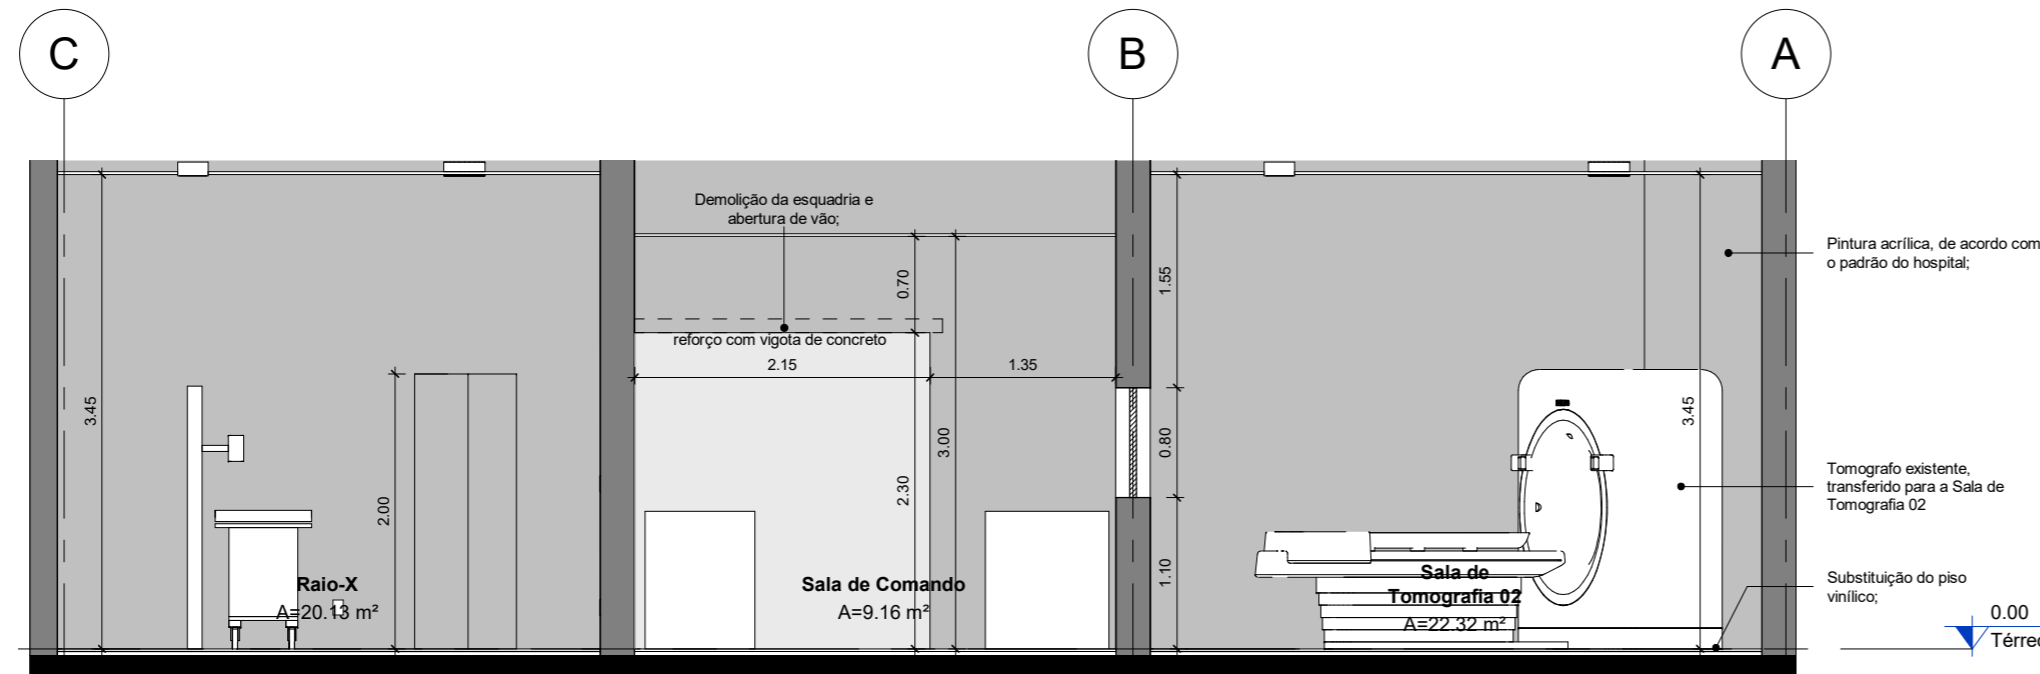 C
B
A
Demolição da esquadria e
abertura de vão;
Pintura acrílica, de acordo com
o padrão do hospital;
0.70
1.55
reforço com vigota de concreto
2.15
1.35
3.45
2.00
2.30
3.00
0.80
1.10
3.45
Tomografo existente,
transferido para a Sala de
Tomografia 02
Raio-X
A=20.13 m²
Sala de Comando
A=9.16 m²
Sala de
Tomografia 02
A=22.32 m²
Substituição do piso
vinílico;
0.00